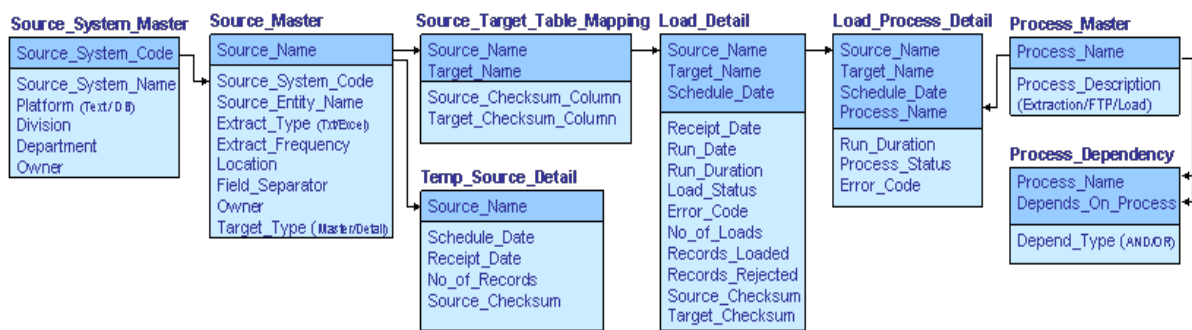 Source_System_Master
Source_System_Code
Source_System_Name
Platform (Text/DB)
Division
Department
Owner
Source_Master
Source_Name
Source_System_Code
Source_Entity_Name
Extract_Type (Txt/Excel)
Extract_Frequency
Location
Field_Separator
Owner
Target_Type (Master/Detail)
Source_Target_Table_Mapping
Source_Name
Target_Name
Source_Checksum_Column
Target_Checksum_Column
Temp_Source_Detail
Source_Name
Schedule_Date
Receipt_Date
No_of_Records
Source_Checksum
Load_Detail
Source_Name
Target_Name
Schedule_Date
Receipt_Date
Run_Date
Run_Duration
Load_Status
Error_Code
No_of_Loads
Records_Loaded
Records_Rejected
Source_Checksum
Target_Checksum
Load_Process_Detail
Source_Name
Target_Name
Schedule_Date
Process_Name
Run_Duration
Process_Status
Error_Code
Process_Master
Process_Name
Process_Description
(Extraction/FTP/Load)
Process_Dependency
Process_Name
Depends_On_Process
Depend_Type (AND/OR)